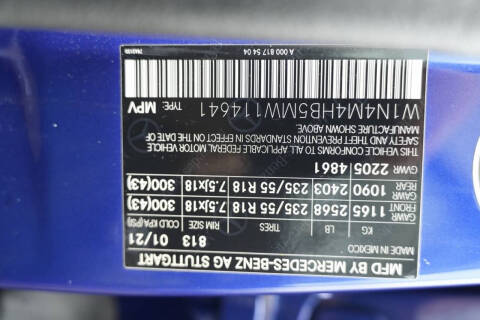 MFD BY MERCEDES-BENZ AG STUTTGART
MADE IN MEXICO
813 01/21
KG LB RIM SIZE COLD KPA(PSI)
GAWR FRONT 1165 2568 235/55 R18 7.5Jx18 300(43)
GAWR REAR 1090 2403 235/55 R18 7.5Jx18 300(43)
GVWR 2205 4861
THIS VEHICLE CONFORMS TO ALL APPLICABLE FEDERAL MOTOR VEHICLE
SAFETY AND THEFT PREVENTION STANDARDS IN EFFECT ON THE DATE OF
MANUFACTURE SHOWN ABOVE.
W1N4M4HB5MW114641 TYPE: MPV
A 000 817 54 04